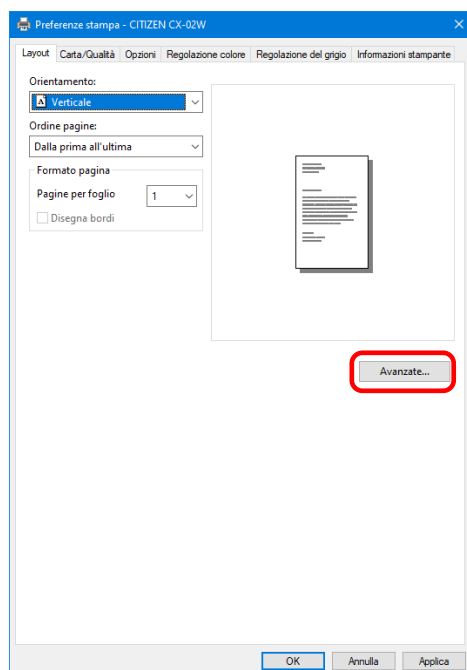 Preferenze stampa - CITIZEN CX-02W
Layout Carta/Qualità Opzioni Regolazione colore Regolazione del grigio Informazioni stampante
Orientamento:
A Verticale
Ordine pagine:
Dalla prima all'ultima
Formato pagina
Pagine per foglio 1
Disegna bordi
Avanzate...
OK Annulla Applica